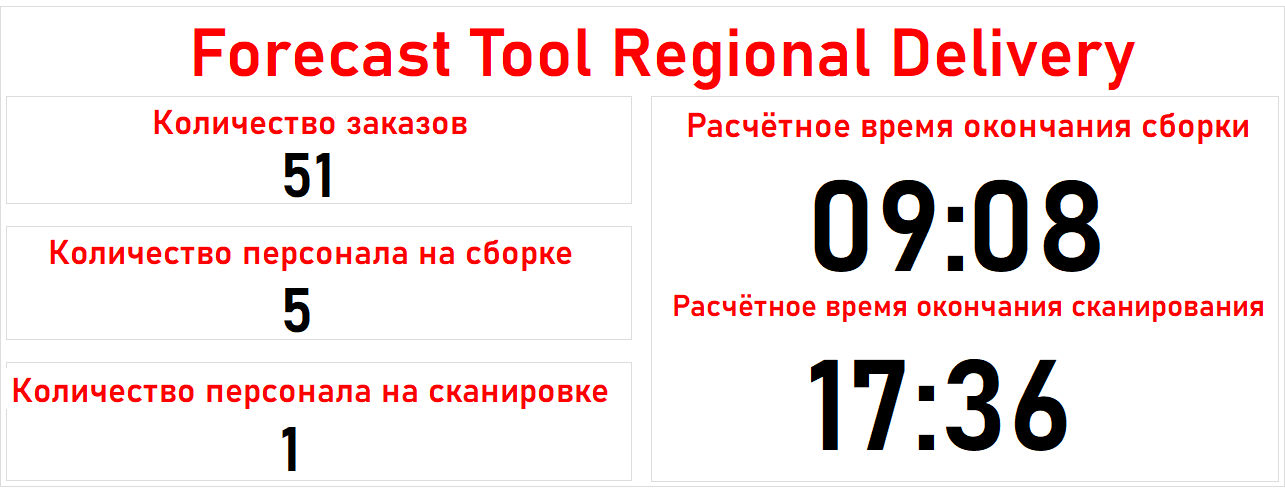 Forecast Tool Regional Delivery
Количество заказов
51
Количество персонала на сборке
5
Количество персонала на сканировке
1
Расчётное время окончания сборки
09:08
Расчётное время окончания сканирования
17:36